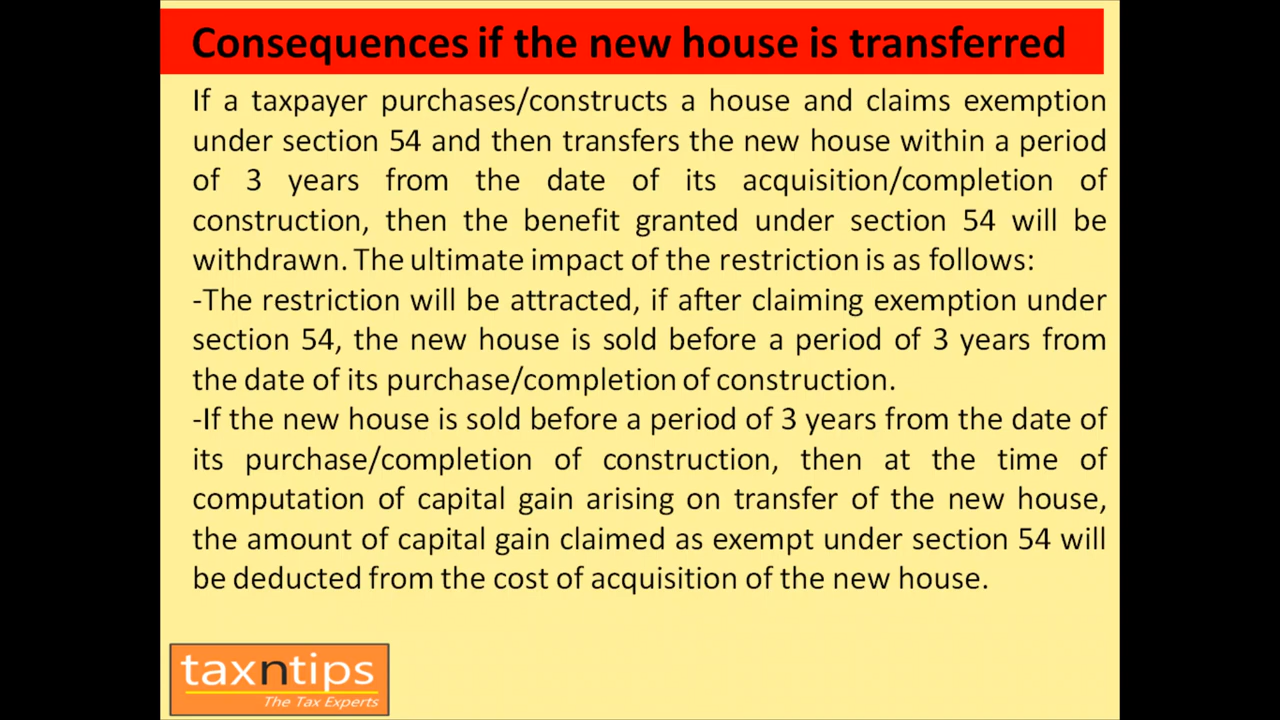 Consequences if the new house is transferred
If a taxpayer purchases/constructs a house and claims exemption
under section 54 and then transfers the new house within a period
of 3 years from the date of its acquisition/completion of
construction, then the benefit granted under section 54 will be
withdrawn. The ultimate impact of the restriction is as follows:
-The restriction will be attracted, if after claiming exemption under
section 54, the new house is sold before a period of 3 years from
the date of its purchase/completion of construction.
-If the new house is sold before a period of 3 years from the date of
its purchase/completion of construction, then at the time of
computation of capital gain arising on transfer of the new house,
the amount of capital gain claimed as exempt under section 54 will
be deducted from the cost of acquisition of the new house.
taxntips
The Tax Experts